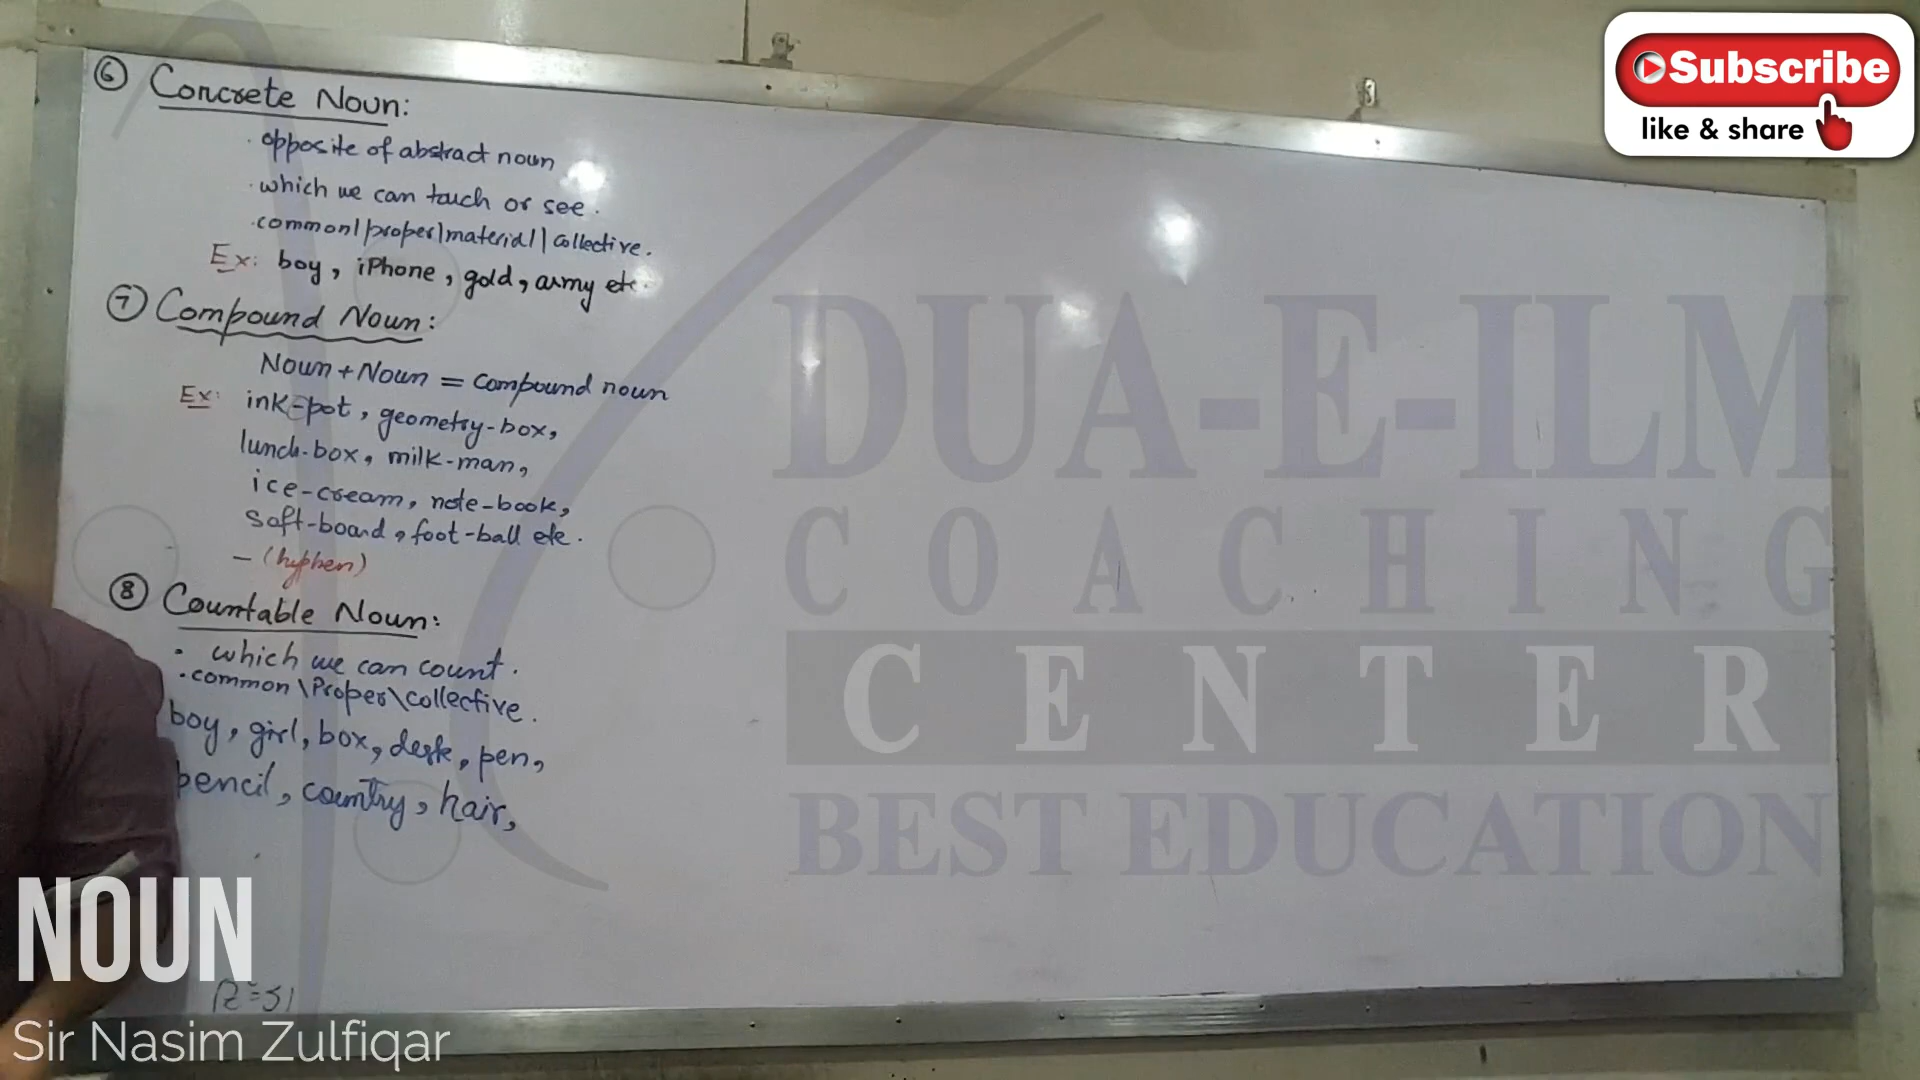 ⑥ Concrete Noun:
· opposite of abstract noun
· which we can touch or see.
· common/proper/material/collective.
Ex: boy, iPhone, gold, army etc.
⑦ Compound Noun:
Noun + Noun = compound noun
Ex: ink-pot, geometry-box,
lunch-box, milk-man,
ice-cream, note-book,
soft-board, foot-ball etc.
– (hyphen)
⑧ Countable Noun:
· which we can count.
· common\Proper\collective.
boy, girl, box, desk, pen,
pencil, country, hair,
NOUN
Sir Nasim Zulfiqar
Subscribe
like & share
DUA-E-ILM
COACHING
CENTER
BEST EDUCATION